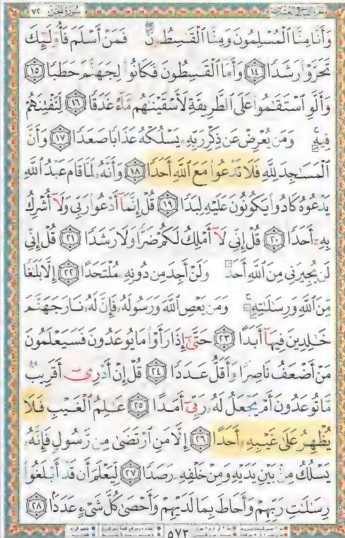 وَأَنَّا مِنَّا ٱلْمُسْلِمُونَ وَمِنَّا ٱلْقَٰسِطُونَ ۖ فَمَنْ أَسْلَمَ فَأُو۟لَٰٓئِكَ
تَحَرَّوْا۟ رَشَدًا ١٤ وَأَمَّا ٱلْقَٰسِطُونَ فَكَانُوا۟ لِجَهَنَّمَ حَطَبًا ١٥
وَأَلَّوِ ٱسْتَقَٰمُوا۟ عَلَى ٱلطَّرِيقَةِ لَأَسْقَيْنَٰهُم مَّآءً غَدَقًا ١٦ لِّنَفْتِنَهُمْ
فِيهِ ۚ وَمَن يُعْرِضْ عَن ذِكْرِ رَبِّهِۦ يَسْلُكْهُ عَذَابًا صَعَدًا ١٧ وَأَنَّ
ٱلْمَسَٰجِدَ لِلَّهِ فَلَا تَدْعُوا۟ مَعَ ٱللَّهِ أَحَدًا ١٨ وَأَنَّهُۥ لَمَّا قَامَ عَبْدُ ٱللَّهِ
يَدْعُوهُ كَادُوا۟ يَكُونُونَ عَلَيْهِ لِبَدًا ١٩ قُلْ إِنَّمَآ أَدْعُوا۟ رَبِّى وَلَآ أُشْرِكُ
بِهِۦٓ أَحَدًا ٢٠ قُلْ إِنِّى لَآ أَمْلِكُ لَكُمْ ضَرًّا وَلَا رَشَدًا ٢١ قُلْ إِنِّى
لَن يُجِيرَنِى مِنَ ٱللَّهِ أَحَدٌ وَلَنْ أَجِدَ مِن دُونِهِۦ مُلْتَحَدًا ٢٢ إِلَّا بَلَٰغًا
مِّنَ ٱللَّهِ وَرِسَٰلَٰتِهِۦ ۚ وَمَن يَعْصِ ٱللَّهَ وَرَسُولَهُۥ فَإِنَّ لَهُۥ نَارَ جَهَنَّمَ
خَٰلِدِينَ فِيهَآ أَبَدًا ٢٣ حَتَّىٰٓ إِذَا رَأَوْا۟ مَا يُوعَدُونَ فَسَيَعْلَمُونَ
مَنْ أَضْعَفُ نَاصِرًا وَأَقَلُّ عَدَدًا ٢٤ قُلْ إِنْ أَدْرِىٓ أَقَرِيبٌ
مَّا تُوعَدُونَ أَمْ يَجْعَلُ لَهُۥ رَبِّىٓ أَمَدًا ٢٥ عَٰلِمُ ٱلْغَيْبِ فَلَا
يُظْهِرُ عَلَىٰ غَيْبِهِۦٓ أَحَدًا ٢٦ إِلَّا مَنِ ٱرْتَضَىٰ مِن رَّسُولٍ فَإِنَّهُۥ
يَسْلُكُ مِنۢ بَيْنِ يَدَيْهِ وَمِنْ خَلْفِهِۦ رَصَدًا ٢٧ لِّيَعْلَمَ أَن قَدْ أَبْلَغُوا۟
رِسَٰلَٰتِ رَبِّهِمْ وَأَحَاطَ بِمَا لَدَيْهِمْ وَأَحْصَىٰ كُلَّ شَىْءٍ عَدَدًۢا ٢٨
٥٧٣